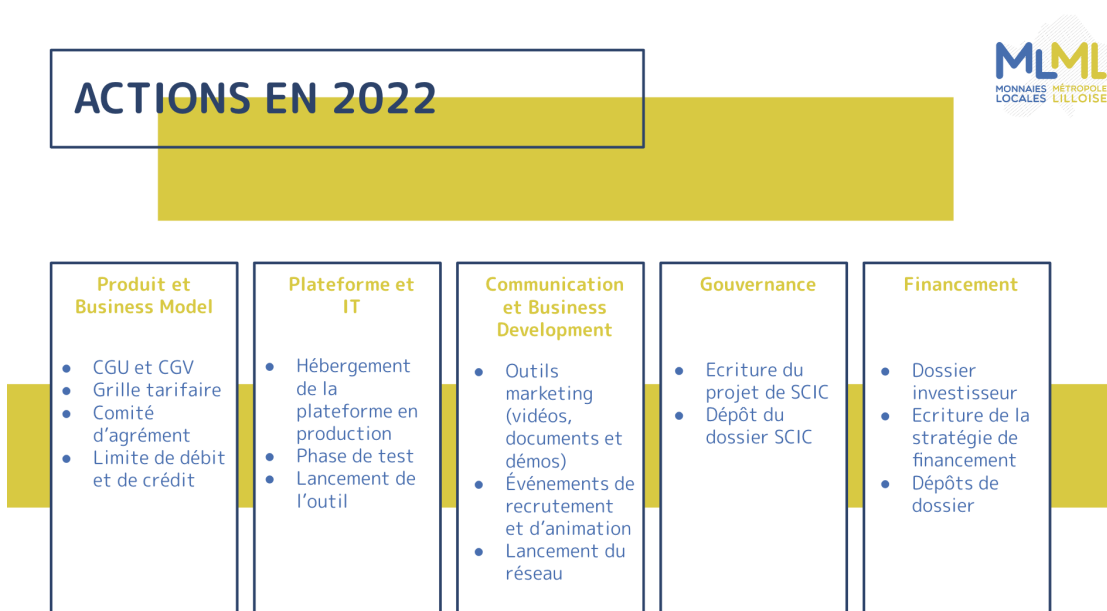 ACTIONS EN 2022
MLML
MONNAIES MÉTROPOLE
LOCALES LILLOISE
Produit et
Business Model
● CGU et CGV
● Grille tarifaire
● Comité
d’agrément
● Limite de débit
et de crédit
Plateforme et
IT
● Hébergement
de la
plateforme en
production
● Phase de test
● Lancement de
l’outil
Communication
et Business
Development
● Outils
marketing
(vidéos,
documents et
démos)
● Événements de
recrutement
et d’animation
● Lancement du
réseau
Gouvernance
● Ecriture du
projet de SCIC
● Dépôt du
dossier SCIC
Financement
● Dossier
investisseur
● Ecriture de la
stratégie de
financement
● Dépôts de
dossier